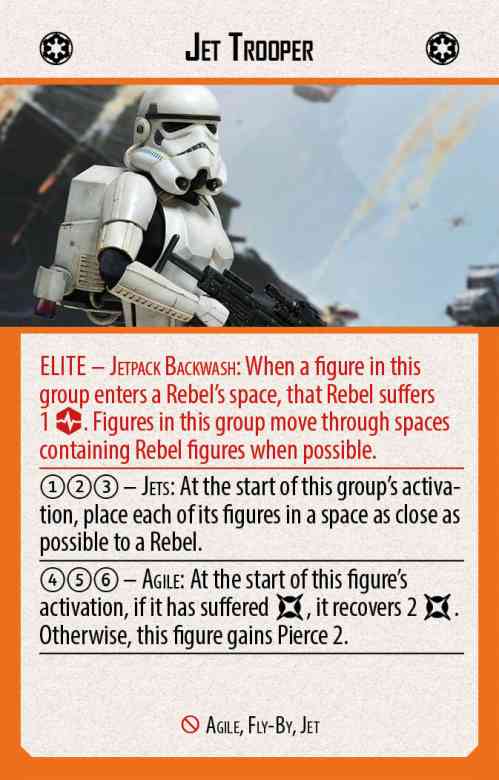 Jet Trooper
ELITE – Jetpack Backwash: When a figure in this
group enters a Rebel's space, that Rebel suffers
1 . Figures in this group move through spaces
containing Rebel figures when possible.
①②③ – Jets: At the start of this group's activa-
tion, place each of its figures in a space as close as
possible to a Rebel.
④⑤⑥ – Agile: At the start of this figure's
activation, if it has suffered , it recovers 2 .
Otherwise, this figure gains Pierce 2.
Agile, Fly-By, Jet